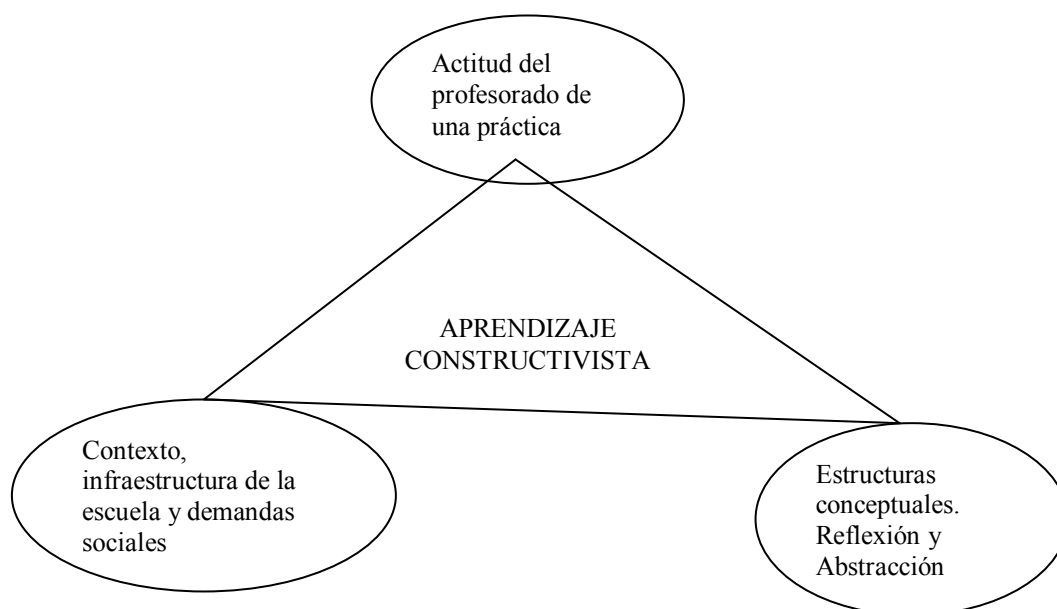 Actitud del
profesorado de
una práctica
APRENDIZAJE
CONSTRUCTIVISTA
Contexto,
infraestructura de la
escuela y demandas
sociales
Estructuras
conceptuales.
Reflexión y
Abstracción